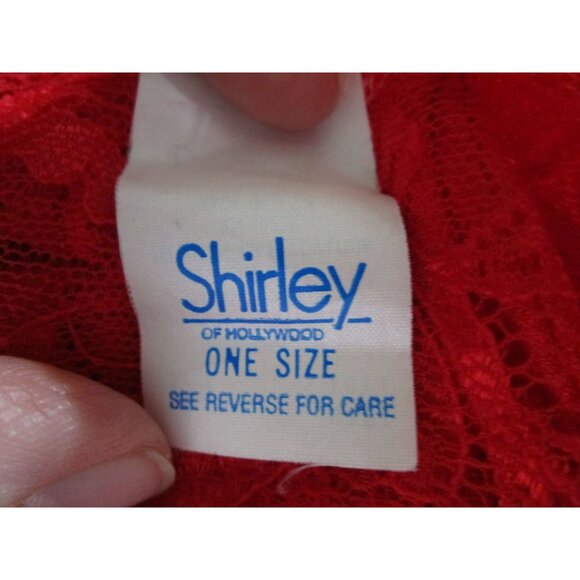 Shirley
OF HOLLYWOOD
ONE SIZE
SEE REVERSE FOR CARE